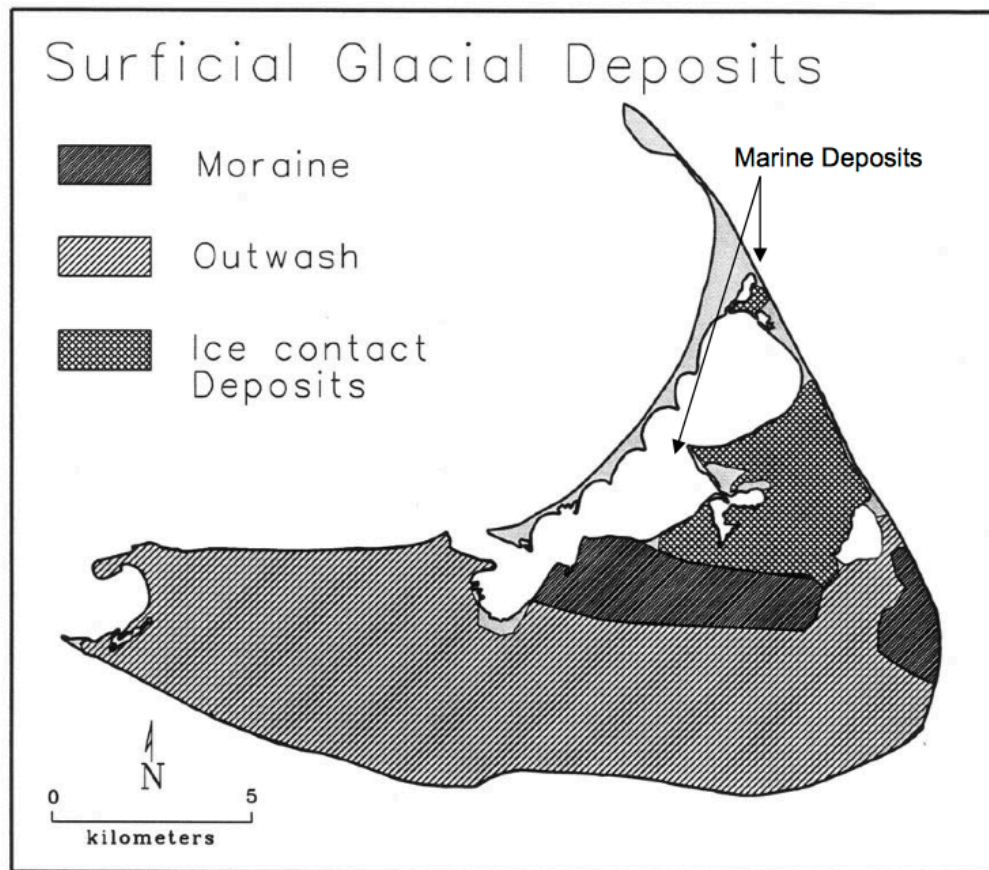 Surficial Glacial Deposits
Moraine
Outwash
Ice contact
Deposits
Marine Deposits
N
0 5
kilometers